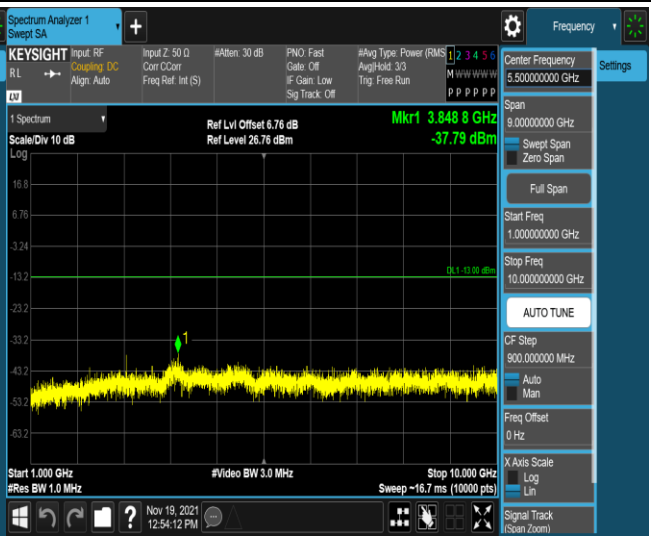 Spectrum Analyzer 1
Swept SA
Frequency
KEYSIGHT
RL
LXI
Input: RF
Coupling: DC
Align: Auto
Input Z: 50 Ω
Corr CCorr
Freq Ref: Int (S)
#Atten: 30 dB
PNO: Fast
Gate: Off
IF Gain: Low
Sig Track: Off
#Avg Type: Power (RMS
Avg|Hold: 3/3
Trig: Free Run
1 2 3 4 5 6
M W W W W W
P P P P P P
1 Spectrum
Scale/Div 10 dB
Log
Ref Lvl Offset 6.76 dB
Ref Level 26.76 dBm
Mkr1 3.848 8 GHz
-37.79 dBm
16.8
6.76
-3.24
-13.2
DL1 -13.00 dBm
-23.2
-33.2
1
-43.2
-53.2
-63.2
Start 1.000 GHz
#Video BW 3.0 MHz
Stop 10.000 GHz
#Res BW 1.0 MHz
Sweep ~16.7 ms (10000 pts)
?
Nov 19, 2021
12:54:12 PM
Center Frequency
5.500000000 GHz
Settings
Span
9.00000000 GHz
Swept Span
Zero Span
Full Span
Start Freq
1.000000000 GHz
Stop Freq
10.000000000 GHz
AUTO TUNE
CF Step
900.000000 MHz
Auto
Man
Freq Offset
0 Hz
X Axis Scale
Log
Lin
Signal Track
(Span Zoom)